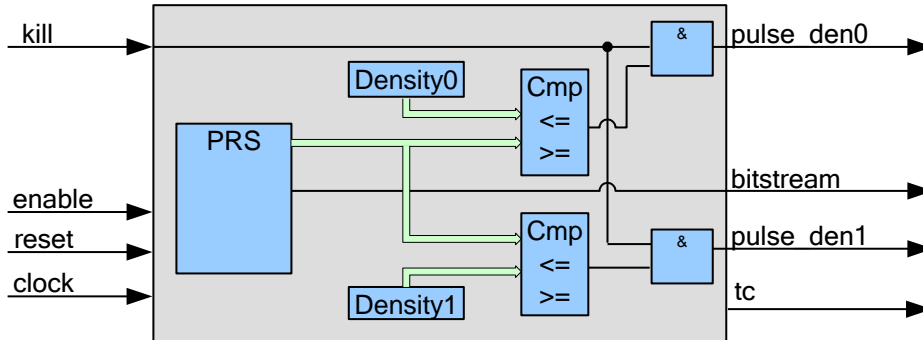 kill
&
pulse_den0
Density0
Cmp
<=
>=
PRS
bitstream
enable
Cmp
<=
>=
&
pulse_den1
reset
clock
Density1
tc